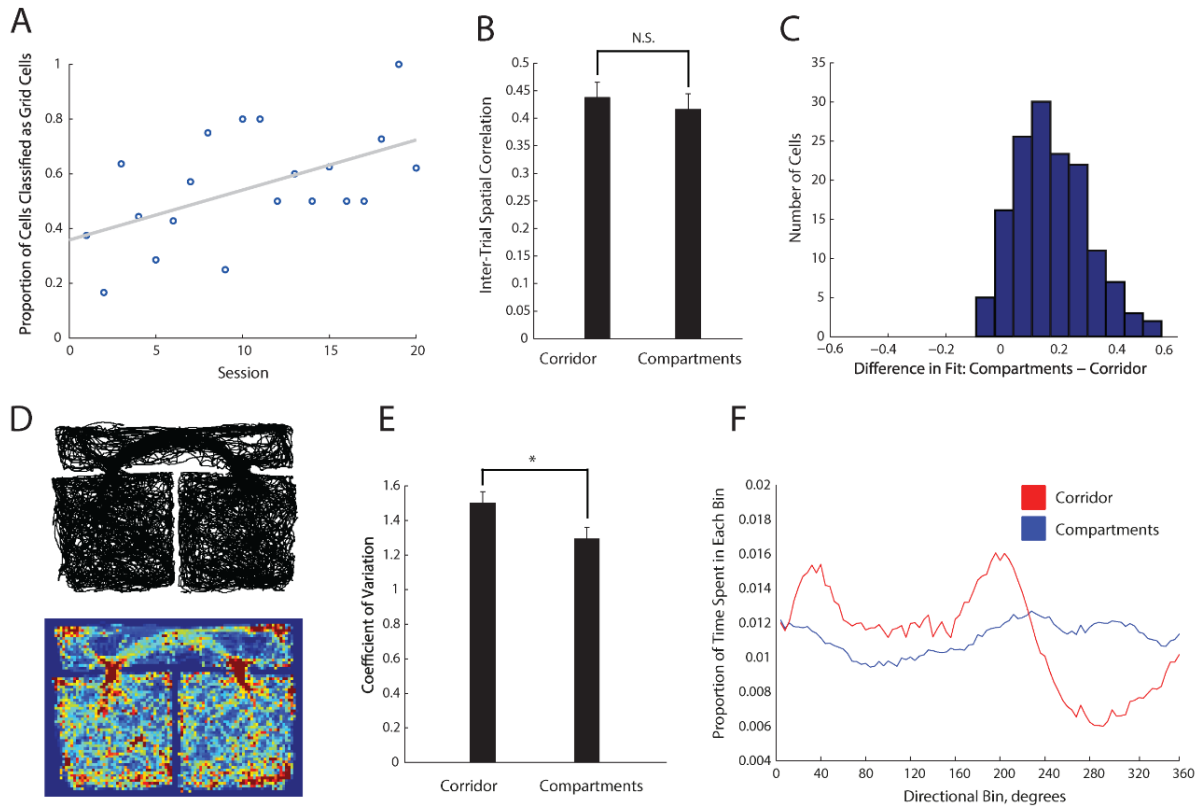 A
Proportion of Cells Classified as Grid Cells
1
0.8
0.6
0.4
0.2
0
0 5 10 15 20
Session
B
N.S.
Inter-Trial Spatial Correlation
0.5
0.45
0.4
0.35
0.3
0.25
0.2
0.15
0.1
0.05
0
Corridor Compartments
C
Number of Cells
35
30
25
20
15
10
5
0
−0.6 −0.4 −0.2 0 0.2 0.4 0.6
Difference in Fit: Compartments – Corridor
D
E
*
Coefficient of Variation
1.6
1.4
1.2
1
0.8
0.6
0.4
0.2
0
Corridor Compartments
F
Proportion of Time Spent in Each Bin
0.02
0.018
0.016
0.014
0.012
0.01
0.008
0.006
0.004
Corridor
Compartments
0 40 80 120 160 200 240 280 320 360
Directional Bin, degrees